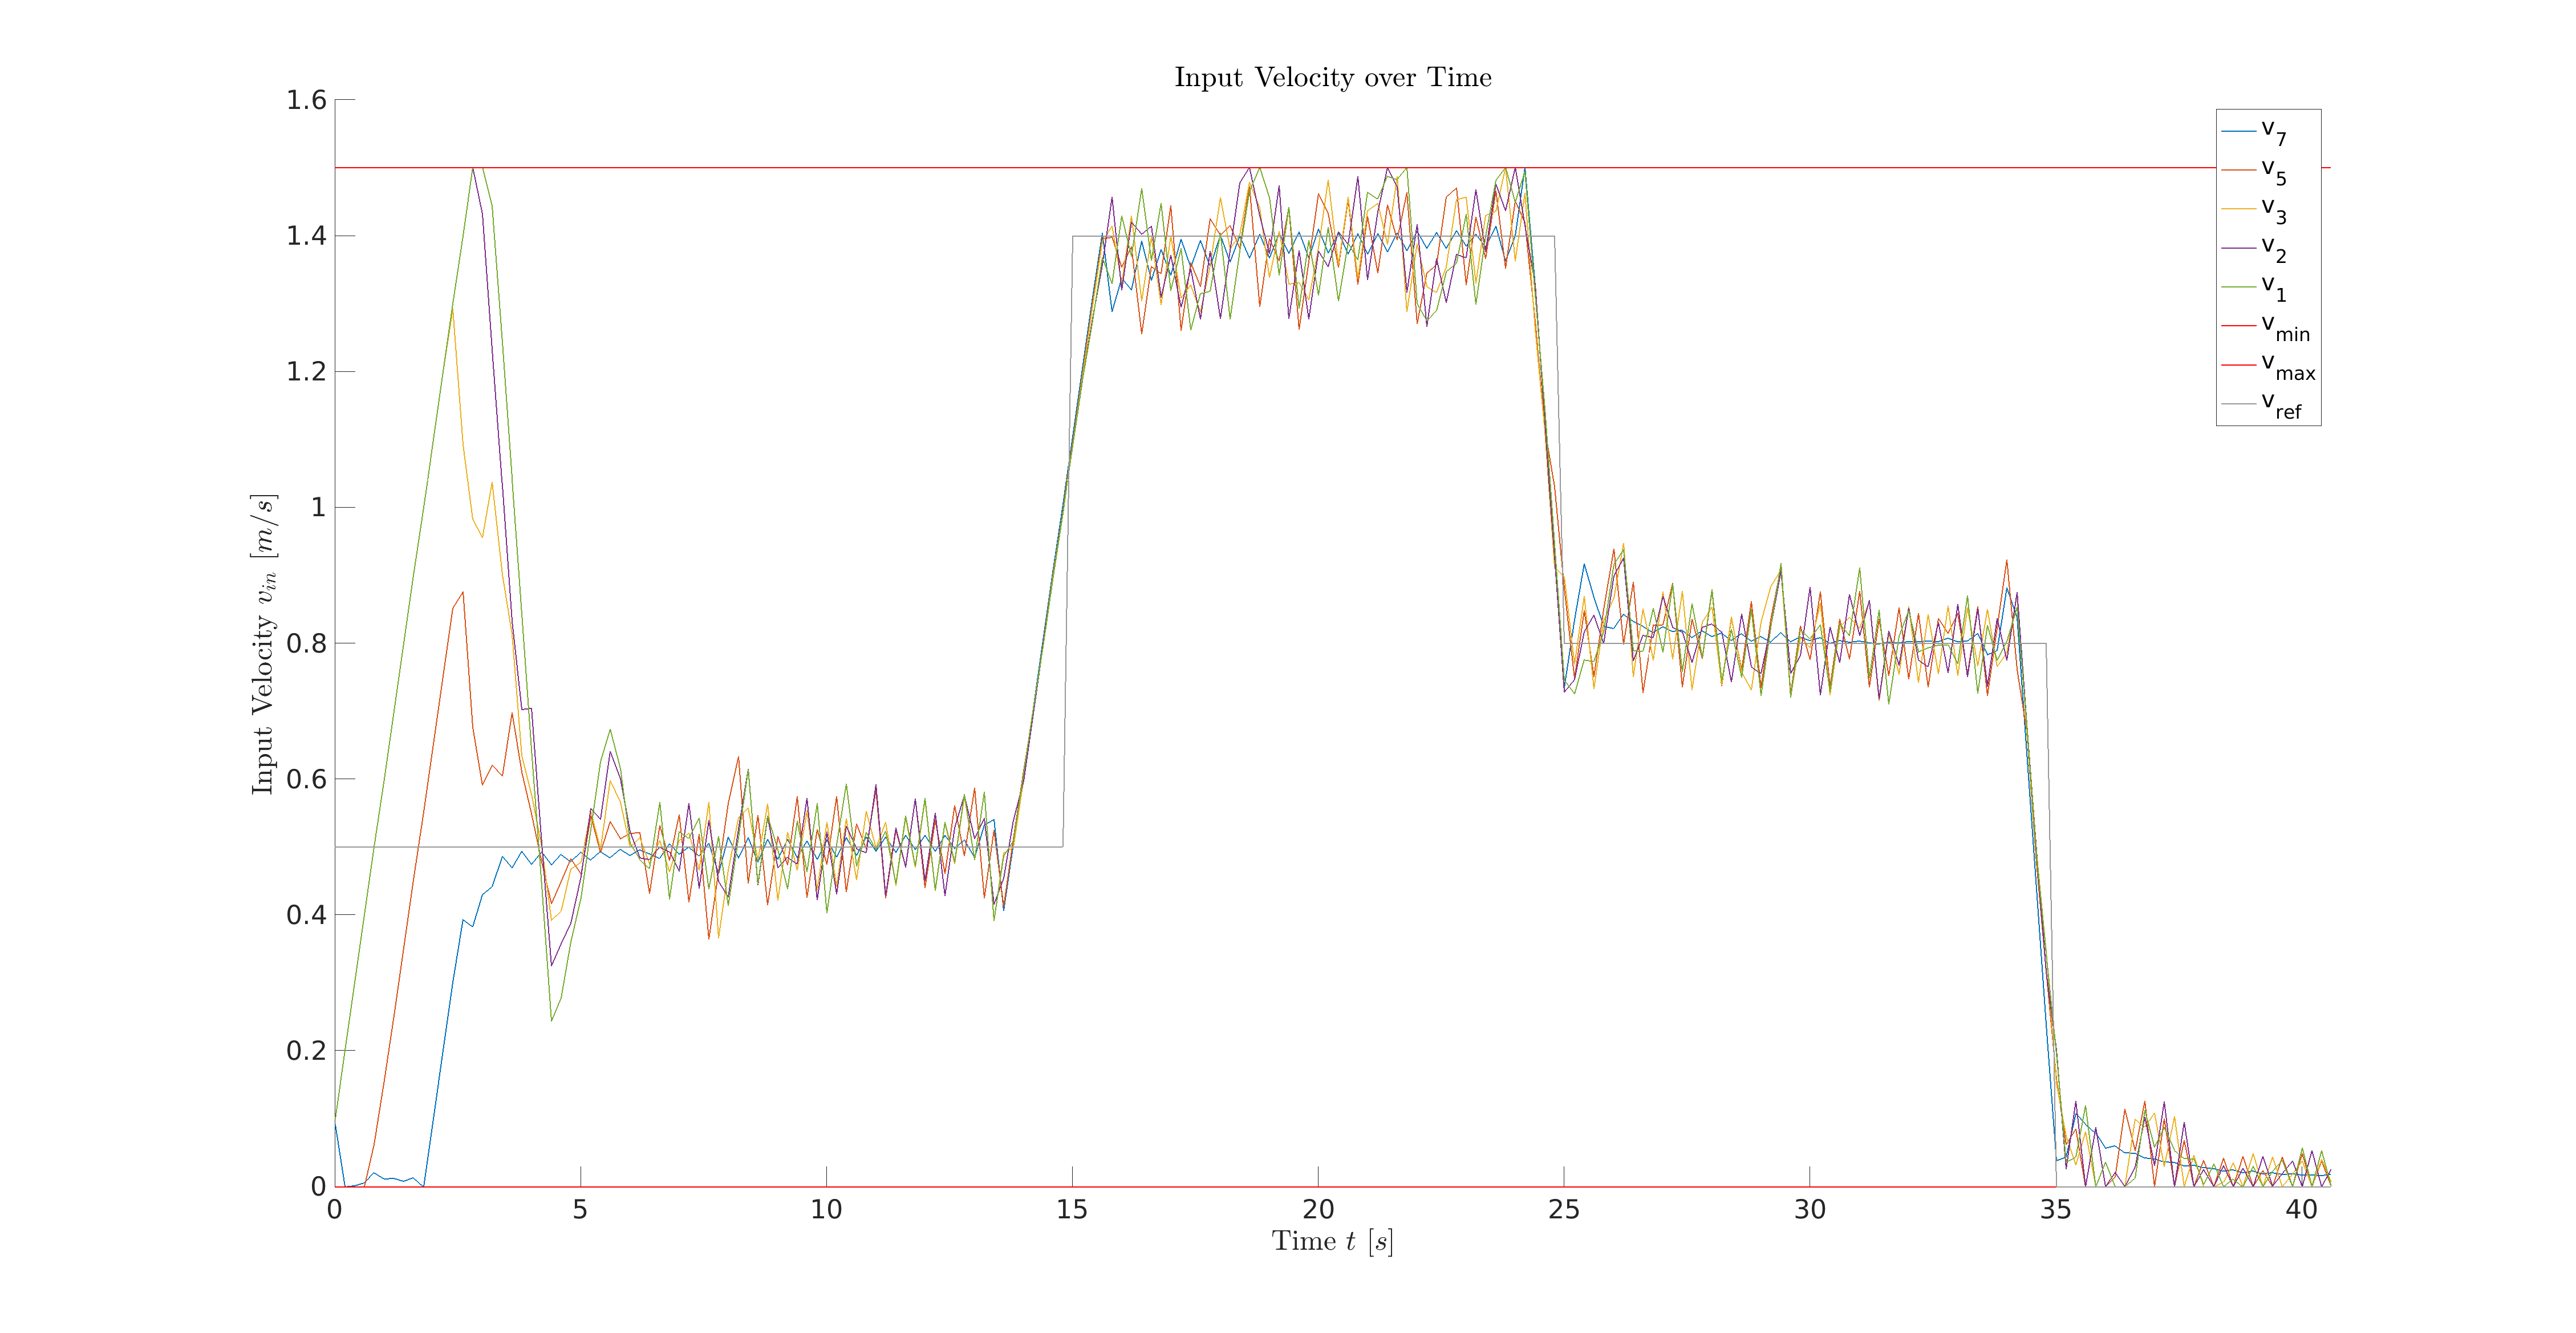 Input Velocity over Time
1.6
1.4
1.2
1
0.8
0.6
0.4
0.2
0
Input Velocity v_in [m/s]
0 5 10 15 20 25 30 35 40
Time t [s]
v_7
v_5
v_3
v_2
v_1
v_min
v_max
v_ref